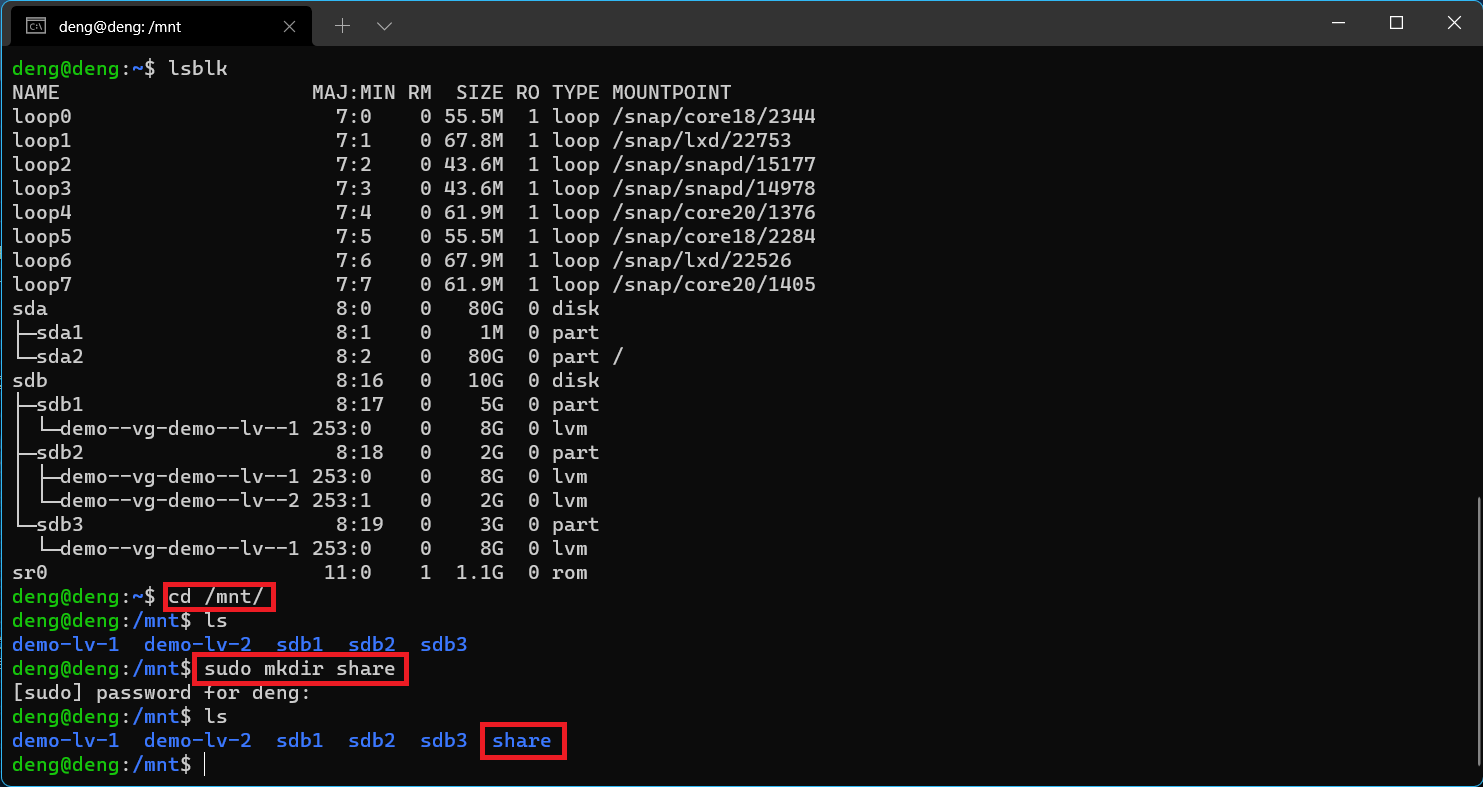 deng@deng: /mnt
deng@deng:~$ lsblk
NAME                     MAJ:MIN RM   SIZE RO TYPE MOUNTPOINT
loop0                      7:0    0 55.5M  1 loop /snap/core18/2344
loop1                      7:1    0 67.8M  1 loop /snap/lxd/22753
loop2                      7:2    0 43.6M  1 loop /snap/snapd/15177
loop3                      7:3    0 43.6M  1 loop /snap/snapd/14978
loop4                      7:4    0 61.9M  1 loop /snap/core20/1376
loop5                      7:5    0 55.5M  1 loop /snap/core18/2284
loop6                      7:6    0 67.9M  1 loop /snap/lxd/22526
loop7                      7:7    0 61.9M  1 loop /snap/core20/1405
sda                        8:0    0   80G  0 disk
├─sda1                     8:1    0    1M  0 part
└─sda2                     8:2    0   80G  0 part /
sdb                        8:16   0   10G  0 disk
├─sdb1                     8:17   0    5G  0 part
│ └─demo--vg-demo--lv--1 253:0    0    8G  0 lvm
├─sdb2                     8:18   0    2G  0 part
│ ├─demo--vg-demo--lv--1 253:0    0    8G  0 lvm
│ └─demo--vg-demo--lv--2 253:1    0    2G  0 lvm
└─sdb3                     8:19   0    3G  0 part
  └─demo--vg-demo--lv--1 253:0    0    8G  0 lvm
sr0                       11:0    1  1.1G  0 rom
deng@deng:~$ cd /mnt/
deng@deng:/mnt$ ls
demo-lv-1  demo-lv-2  sdb1  sdb2  sdb3
deng@deng:/mnt$ sudo mkdir share
[sudo] password for deng:
deng@deng:/mnt$ ls
demo-lv-1  demo-lv-2  sdb1  sdb2  sdb3  share
deng@deng:/mnt$